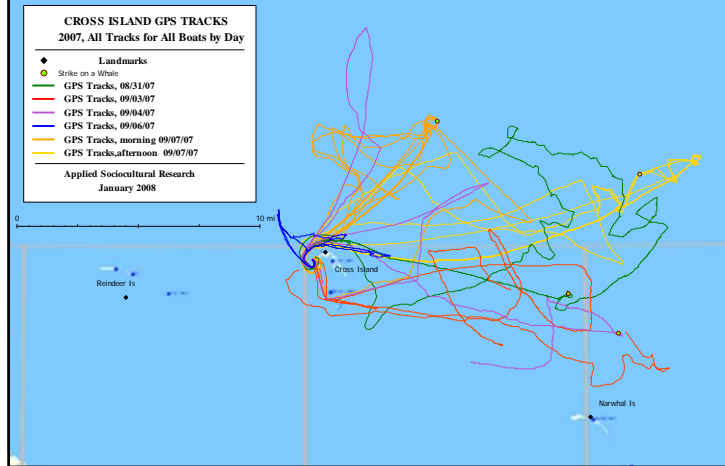 CROSS ISLAND GPS TRACKS
2007, All Tracks for All Boats by Day
Landmarks
Strike on a Whale
GPS Tracks, 08/31/07
GPS Tracks, 09/03/07
GPS Tracks, 09/04/07
GPS Tracks, 09/06/07
GPS Tracks, morning 09/07/07
GPS Tracks,afternoon 09/07/07
Applied Sociocultural Research
January 2008
0 10 mi
Cross Island
Reindeer Is
Narwhal Is